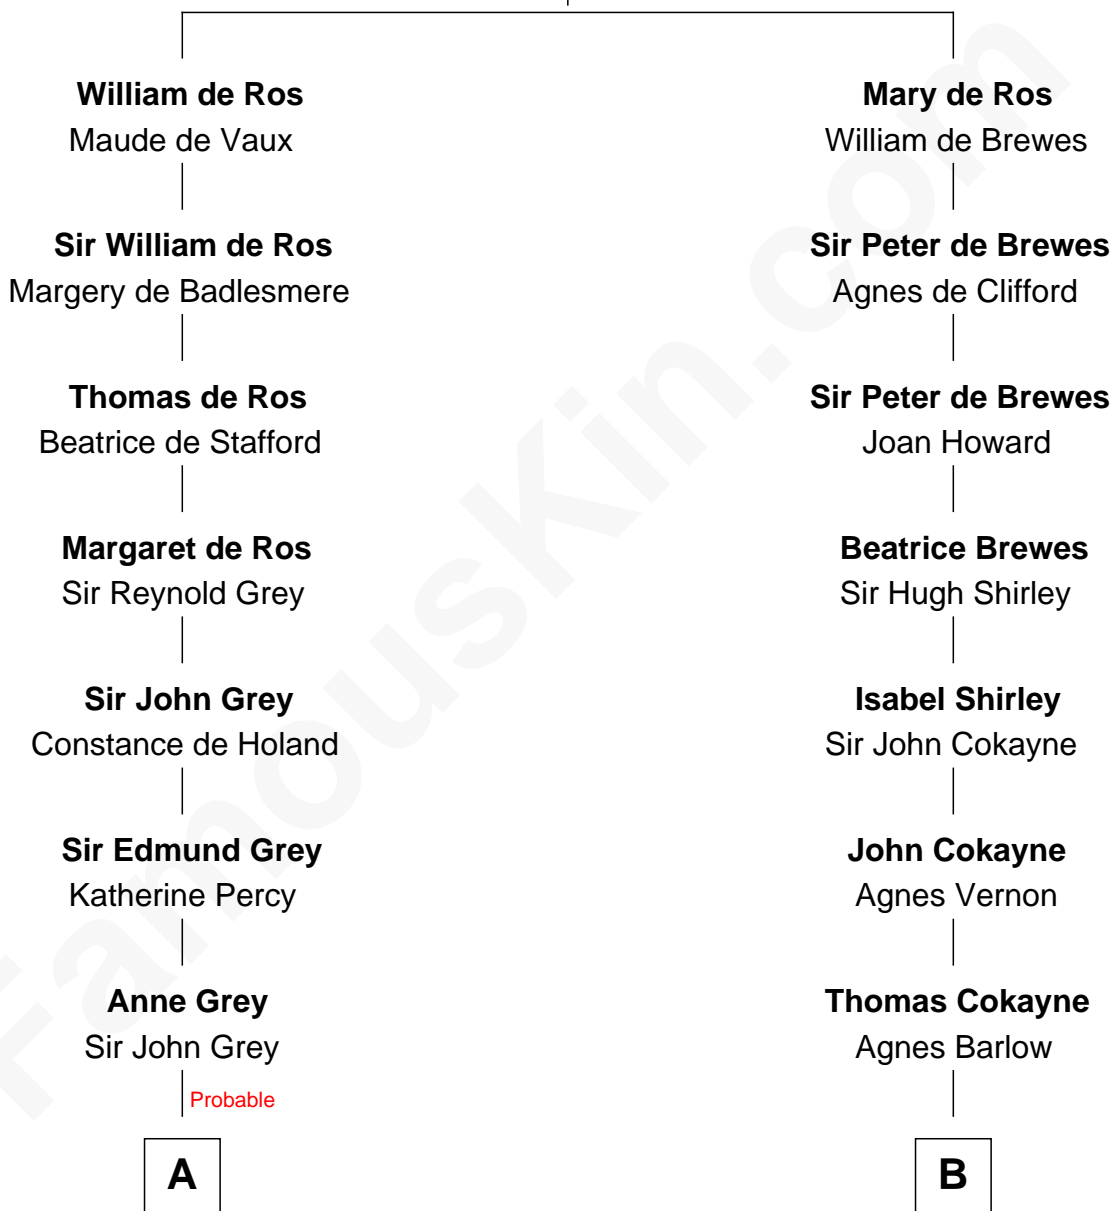 William de Ros
Maude de Vaux
Sir William de Ros
Margery de Badlesmere
Thomas de Ros
Beatrice de Stafford
Margaret de Ros
Sir Reynold Grey
Sir John Grey
Constance de Holand
Sir Edmund Grey
Katherine Percy
Anne Grey
Sir John Grey
Probable
A
Mary de Ros
William de Brewes
Sir Peter de Brewes
Agnes de Clifford
Sir Peter de Brewes
Joan Howard
Beatrice Brewes
Sir Hugh Shirley
Isabel Shirley
Sir John Cokayne
John Cokayne
Agnes Vernon
Thomas Cokayne
Agnes Barlow
B
FamousKin.com